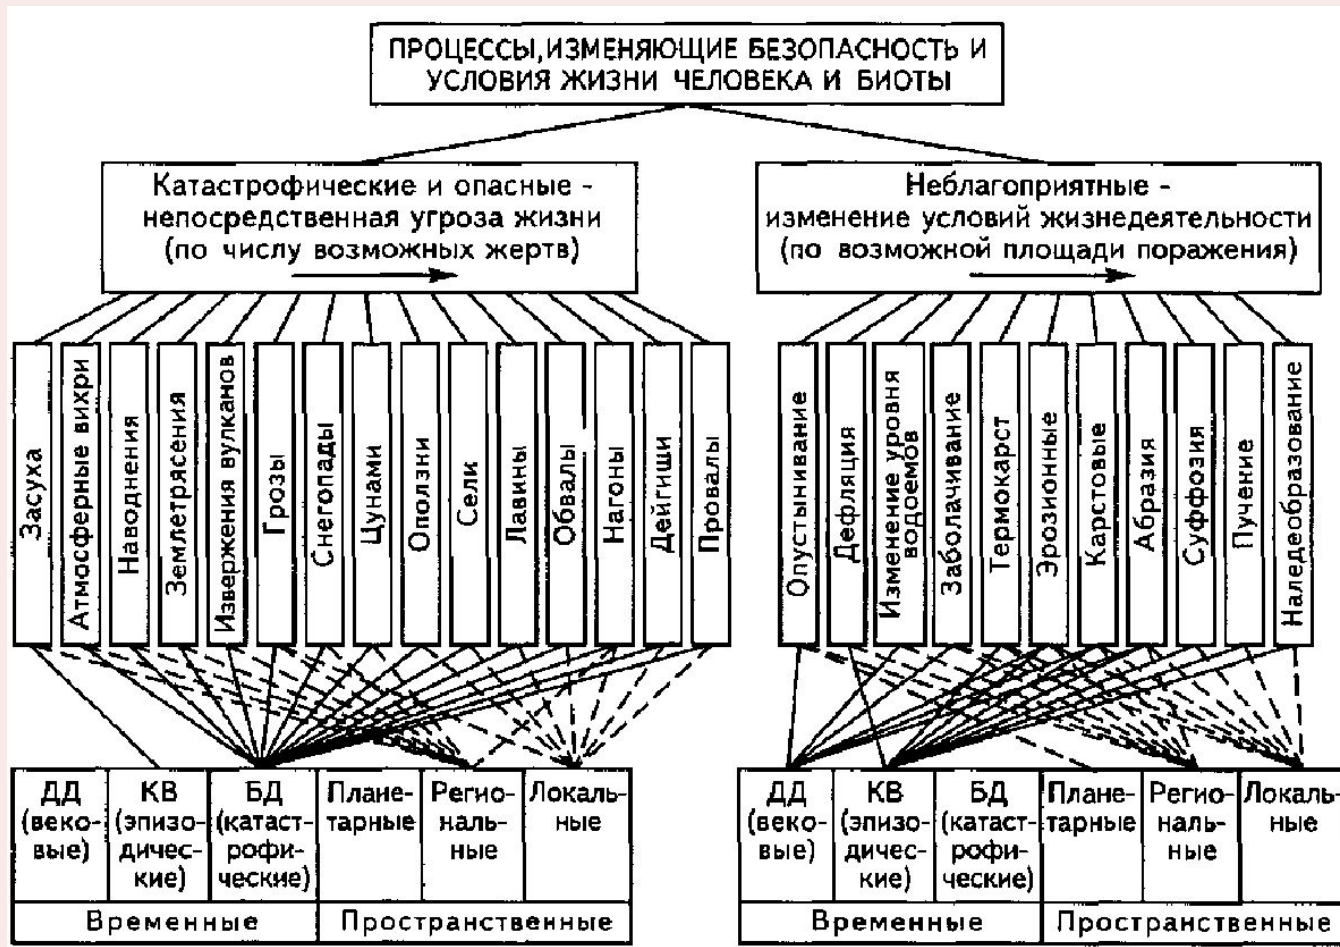 ПРОЦЕССЫ, ИЗМЕНЯЮЩИЕ БЕЗОПАСНОСТЬ И
УСЛОВИЯ ЖИЗНИ ЧЕЛОВЕКА И БИОТЫ
Катастрофические и опасные -
непосредственная угроза жизни
(по числу возможных жертв)
Неблагоприятные -
изменение условий жизнедеятельности
(по возможной площади поражения)
Засуха
Атмосферные вихри
Наводнения
Землетрясения
Извержения вулканов
Грозы
Снегопады
Цунами
Оползни
Сели
Лавины
Обвалы
Нагоны
Дейгиши
Провалы
Опустынивание
Дефляция
Изменение уровня
водоемов
Заболачивание
Термокарст
Эрозионные
Карстовые
Абразия
Суффозия
Пучение
Наледеобразование
ДД
(веко-
вые)
КВ
(эпизо-
дичес-
кие)
БД
(катаст-
рофи-
ческие)
Плане-
тарные
Регио-
наль-
ные
Локаль-
ные
Временные
Пространственные
ДД
(веко-
вые)
КВ
(эпизо-
дичес-
кие)
БД
(катаст-
рофи-
ческие)
Плане-
тарные
Регио-
наль-
ные
Локаль-
ные
Временные
Пространственные